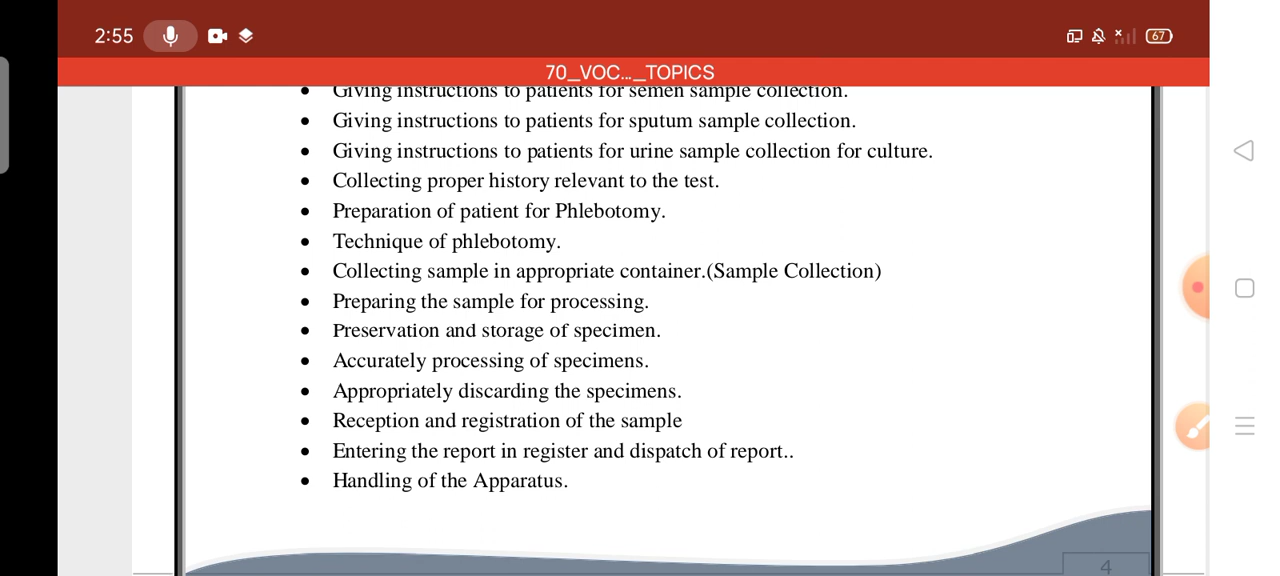 2:55
67
70_VOC..._TOPICS
• Giving instructions to patients for semen sample collection.
• Giving instructions to patients for sputum sample collection.
• Giving instructions to patients for urine sample collection for culture.
• Collecting proper history relevant to the test.
• Preparation of patient for Phlebotomy.
• Technique of phlebotomy.
• Collecting sample in appropriate container.(Sample Collection)
• Preparing the sample for processing.
• Preservation and storage of specimen.
• Accurately processing of specimens.
• Appropriately discarding the specimens.
• Reception and registration of the sample
• Entering the report in register and dispatch of report..
• Handling of the Apparatus.
4